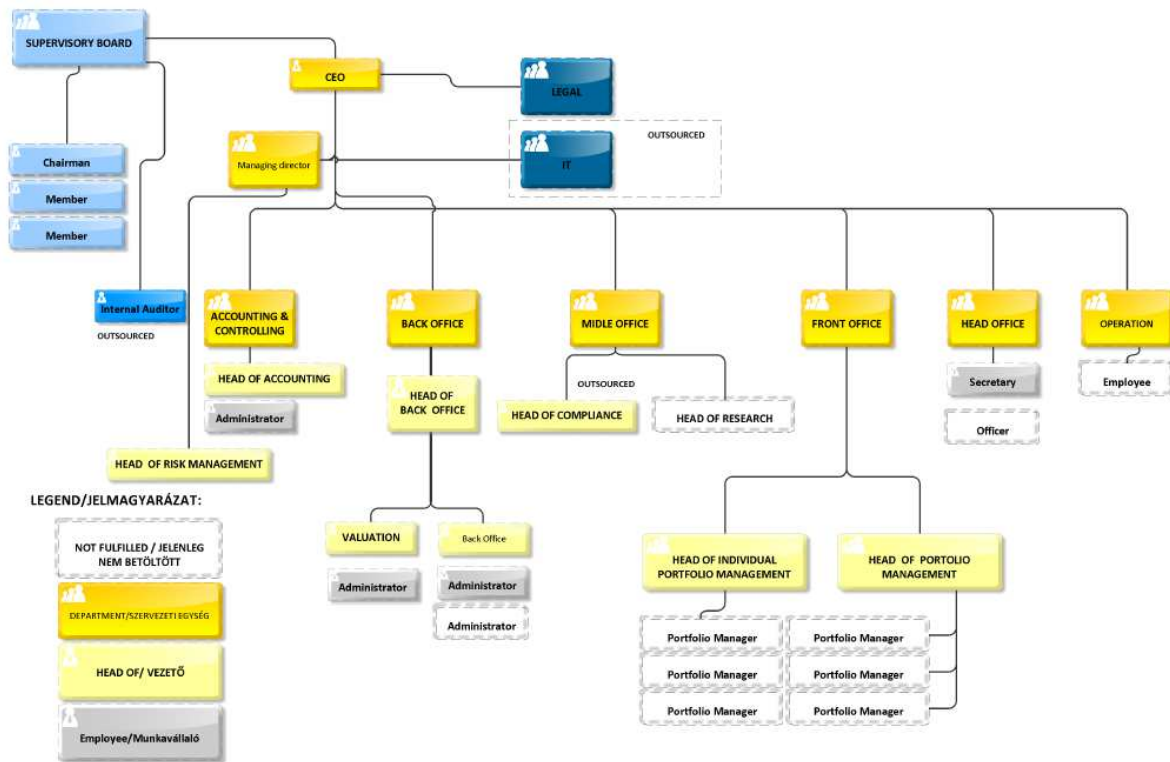 SUPERVISORY BOARD
CEO
LEGAL
OUTSOURCED
Managing director
IT
Chairman
Member
Member
Internal Auditor
OUTSOURCED
ACCOUNTING &
CONTROLLING
BACK OFFICE
MIDLE OFFICE
FRONT OFFICE
HEAD OFFICE
OPERATION
HEAD OF ACCOUNTING
Administrator
HEAD OF
BACK OFFICE
OUTSOURCED
HEAD OF COMPLIANCE
HEAD OF RESEARCH
Secretary
Officer
Employee
HEAD OF RISK MANAGEMENT
LEGEND/JELMAGYARÁZAT:
NOT FULFILLED / JELENLEG
NEM BETÖLTÖTT
DEPARTMENT/SZERVEZETI EGYSÉG
HEAD OF/ VEZETŐ
Employee/Munkavállaló
VALUATION
Administrator
Back Office
Administrator
Administrator
HEAD OF INDIVIDUAL
PORTFOLIO MANAGEMENT
HEAD OF PORTOLIO
MANAGEMENT
Portfolio Manager
Portfolio Manager
Portfolio Manager
Portfolio Manager
Portfolio Manager
Portfolio Manager